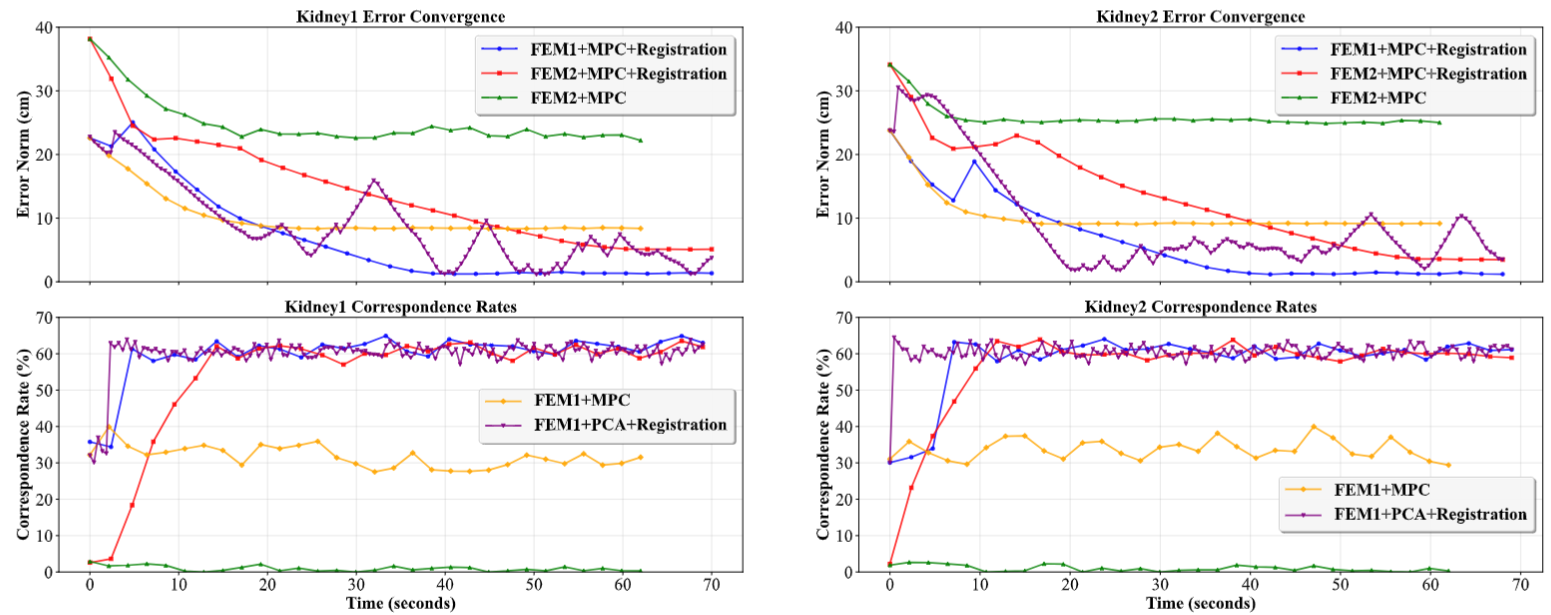 Kidney1 Error Convergence
40
30
20
10
0
Error Norm (cm)
FEM1+MPC+Registration
FEM2+MPC+Registration
FEM2+MPC
Kidney2 Error Convergence
40
30
20
10
0
Error Norm (cm)
FEM1+MPC+Registration
FEM2+MPC+Registration
FEM2+MPC
Kidney1 Correspondence Rates
70
60
50
40
30
20
10
0
Correspondence Rate (%)
FEM1+MPC
FEM1+PCA+Registration
0 10 20 30 40 50 60 70
Time (seconds)
Kidney2 Correspondence Rates
70
60
50
40
30
20
10
0
Correspondence Rate (%)
FEM1+MPC
FEM1+PCA+Registration
0 10 20 30 40 50 60 70
Time (seconds)